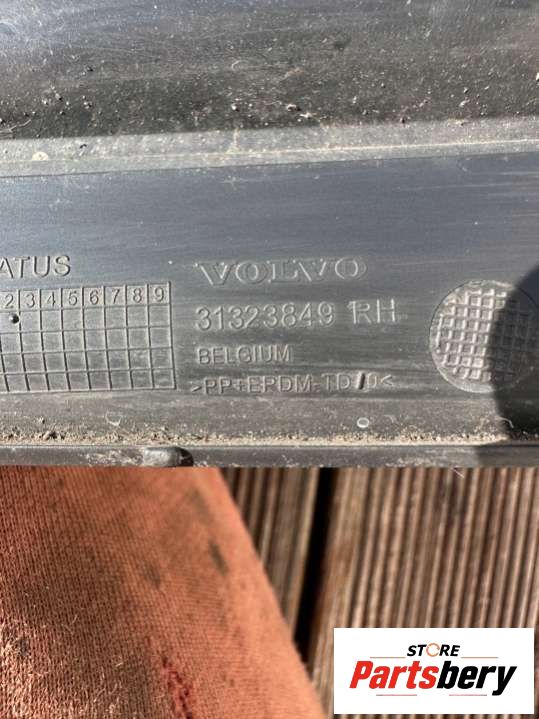 ATUS
2 3 4 5 6 7 8 9
VOLVO
31323849 RH
BELGIUM
>PP+EPDM-TD10<
STORE
Partsbery